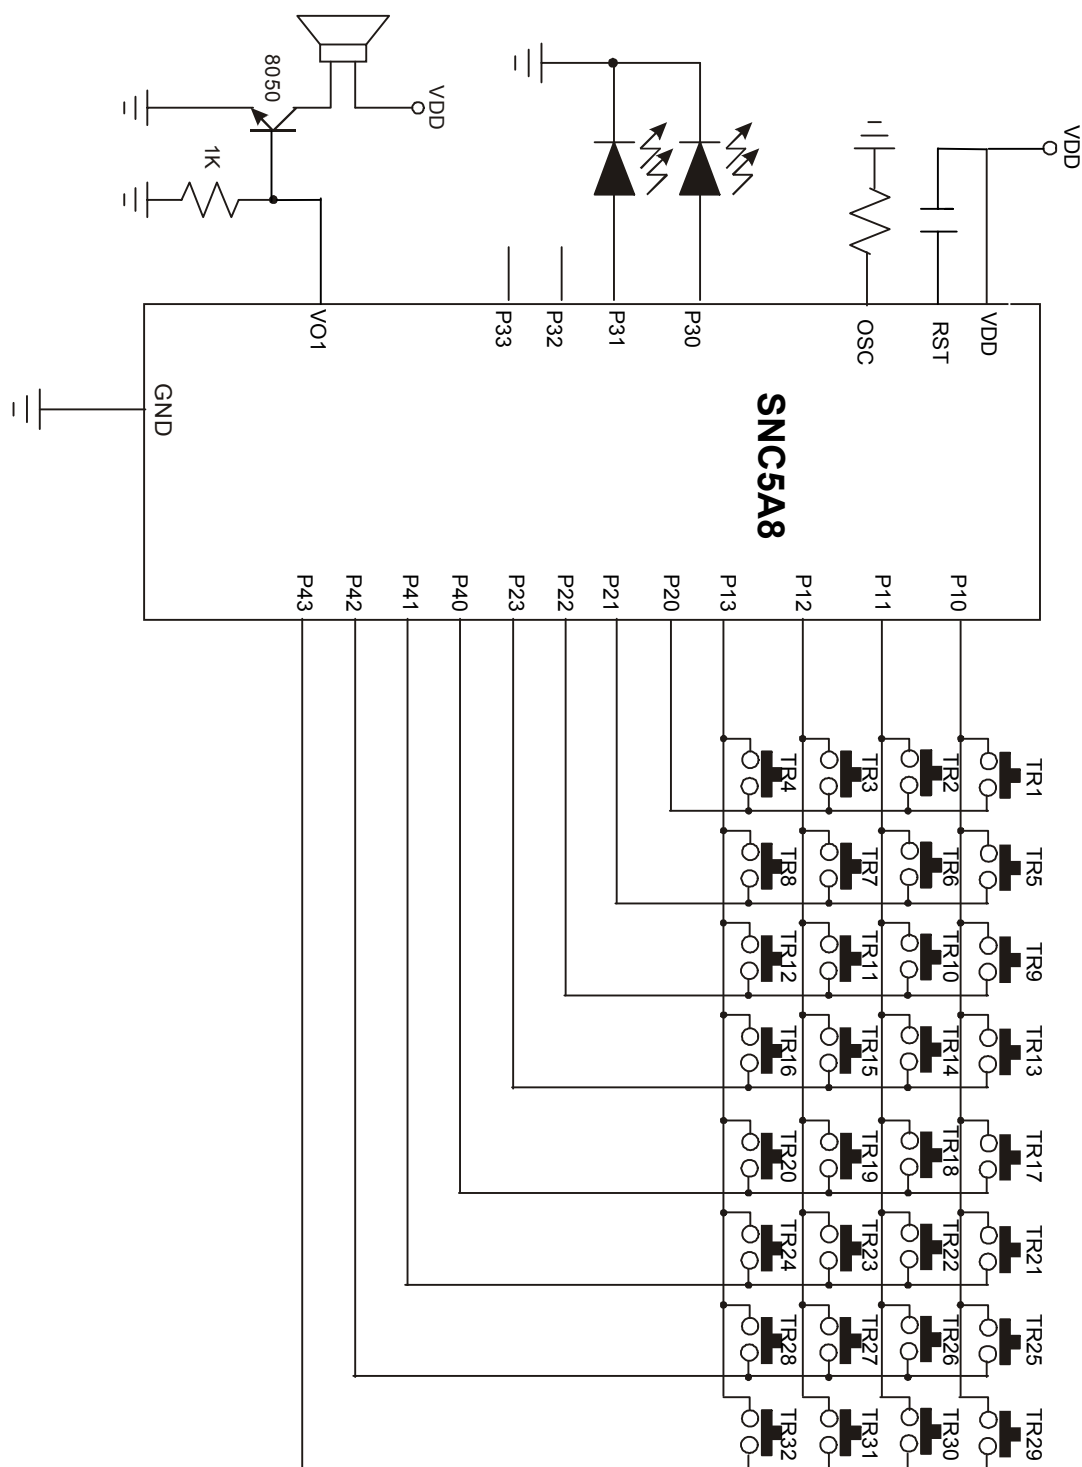 VDD
8050
VDD
1K
VO1
P33
P32
P31
P30
OSC
RST
VDD
GND
SNC5A8
P43
P42
P41
P40
P23
P22
P21
P20
P13
P12
P11
P10
TR4
TR3
TR2
TR1
TR8
TR7
TR6
TR5
TR12
TR11
TR10
TR9
TR16
TR15
TR14
TR13
TR20
TR19
TR18
TR17
TR24
TR23
TR22
TR21
TR28
TR27
TR26
TR25
TR32
TR31
TR30
TR29